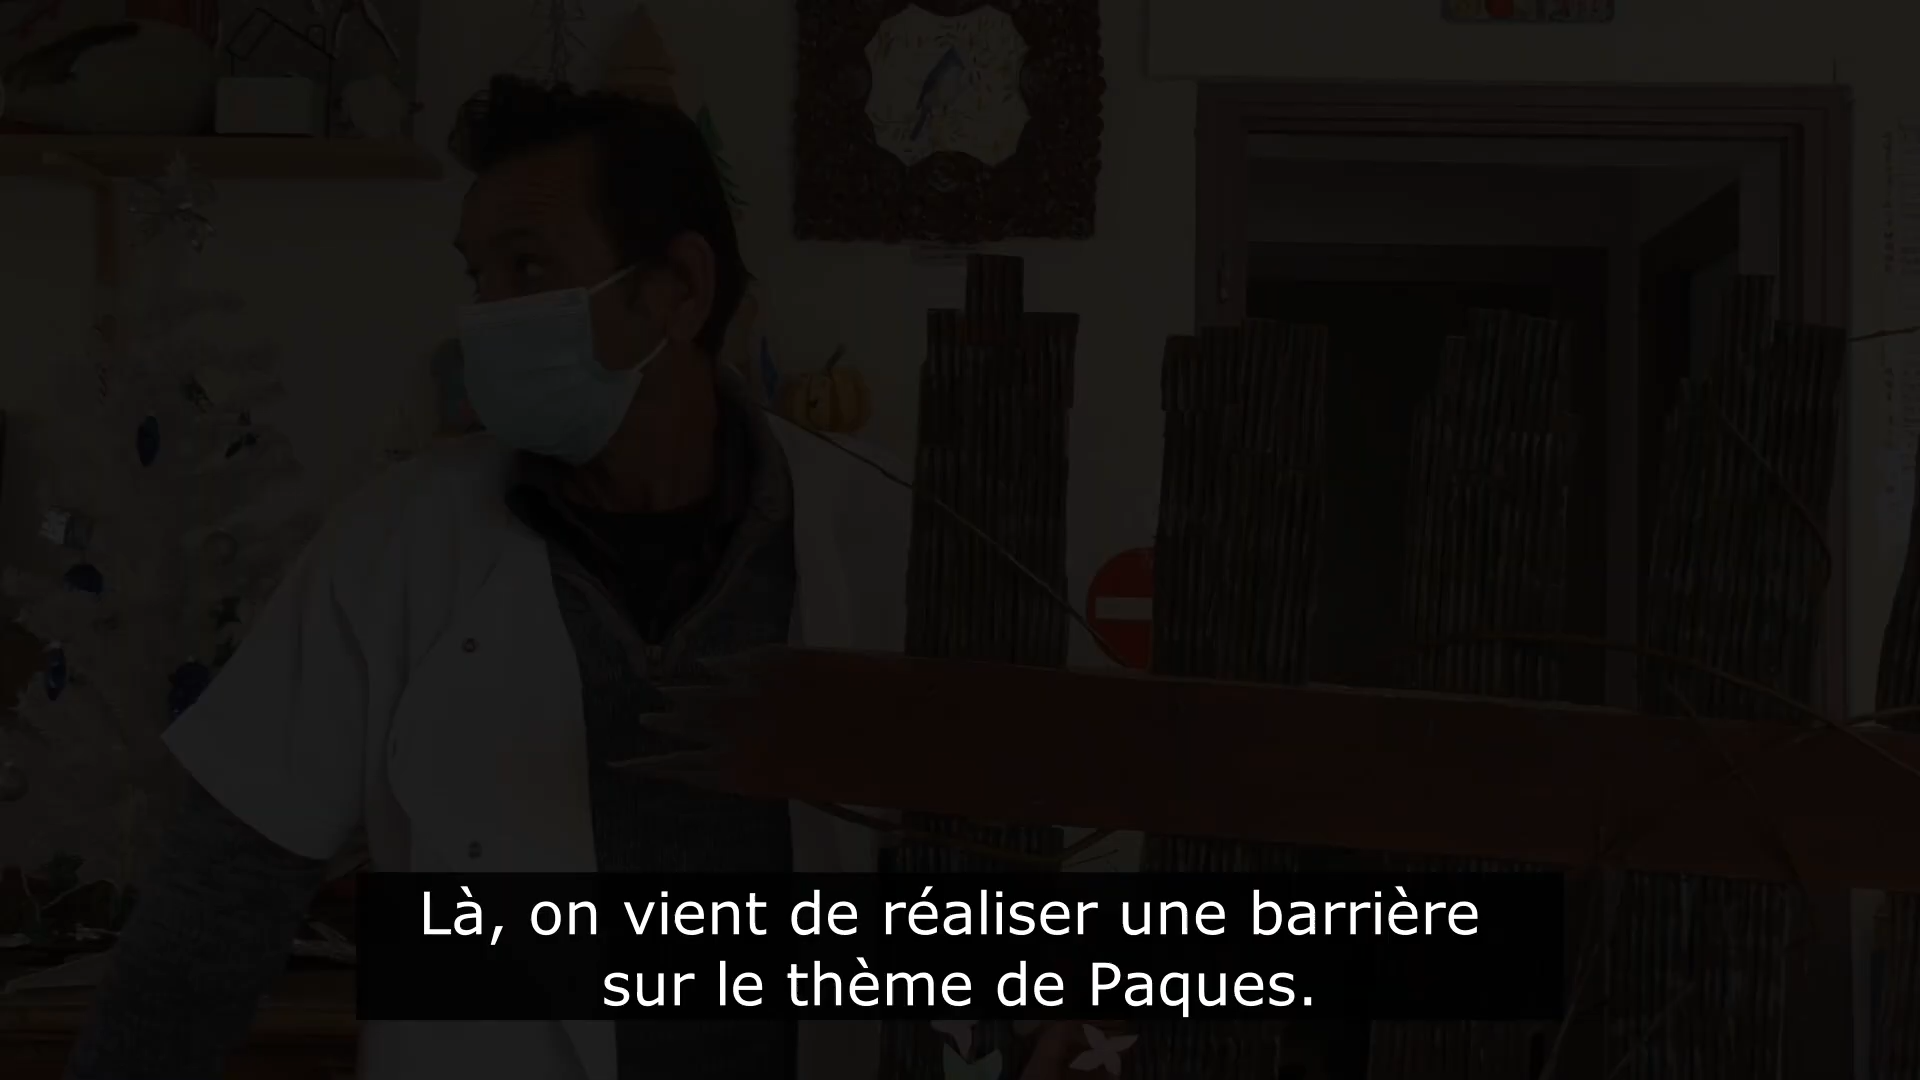 Là, on vient de réaliser une barrière
sur le thème de Paques.